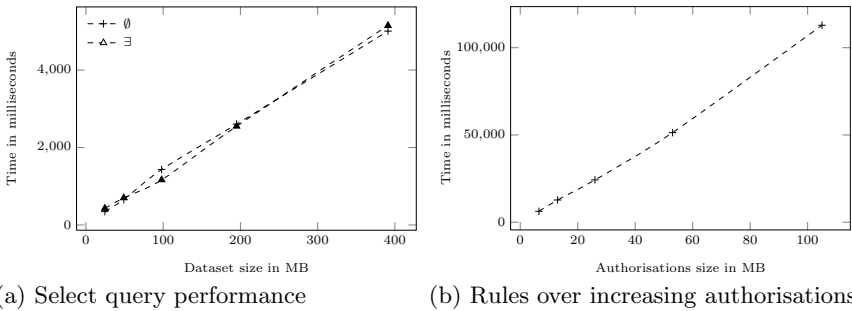 ∅
∃
4,000
2,000
0
0 100 200 300 400
Time in milliseconds
Dataset size in MB
(a) Select query performance
100,000
50,000
0
0 20 40 60 80 100
Time in milliseconds
Authorisations size in MB
(b) Rules over increasing authorisations